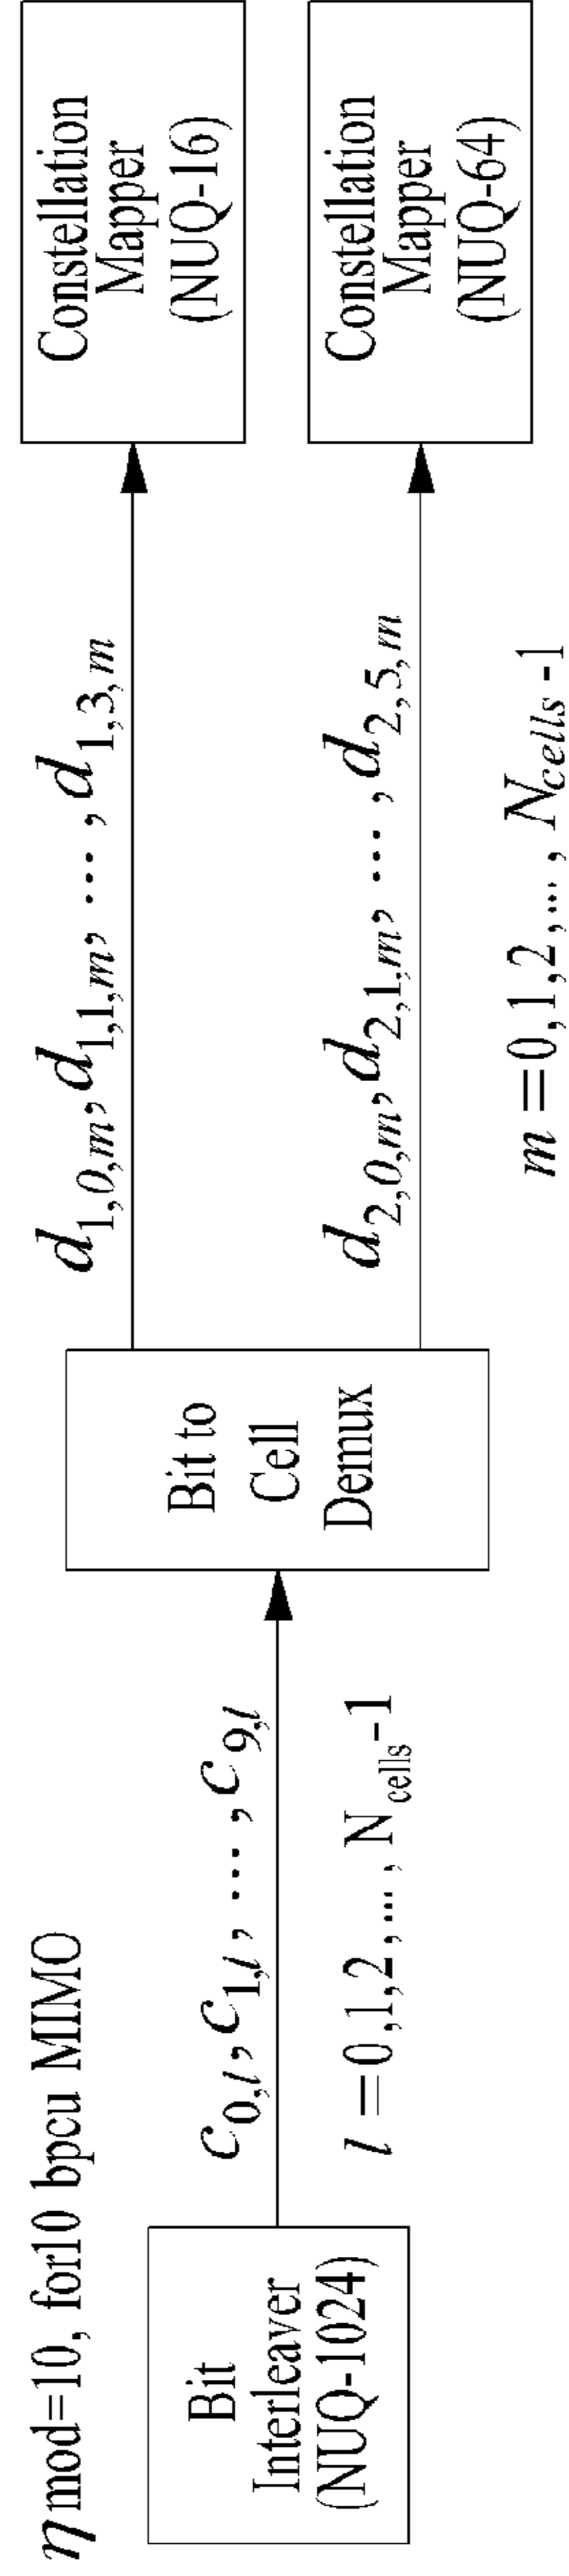 η mod=10, for10 bpcu MIMO
Bit
Interleaver
(NUQ-1024)
c0,l, c1,l, ..., c9,l
l =0,1,2,..., Ncells-1
Bit to
Cell
Demux
d1,0,m, d1,1,m, ..., d1,3,m
d2,0,m, d2,1,m, ..., d2,5,m
m =0,1,2,..., Ncells-1
Constellation
Mapper
(NUQ-16)
Constellation
Mapper
(NUQ-64)